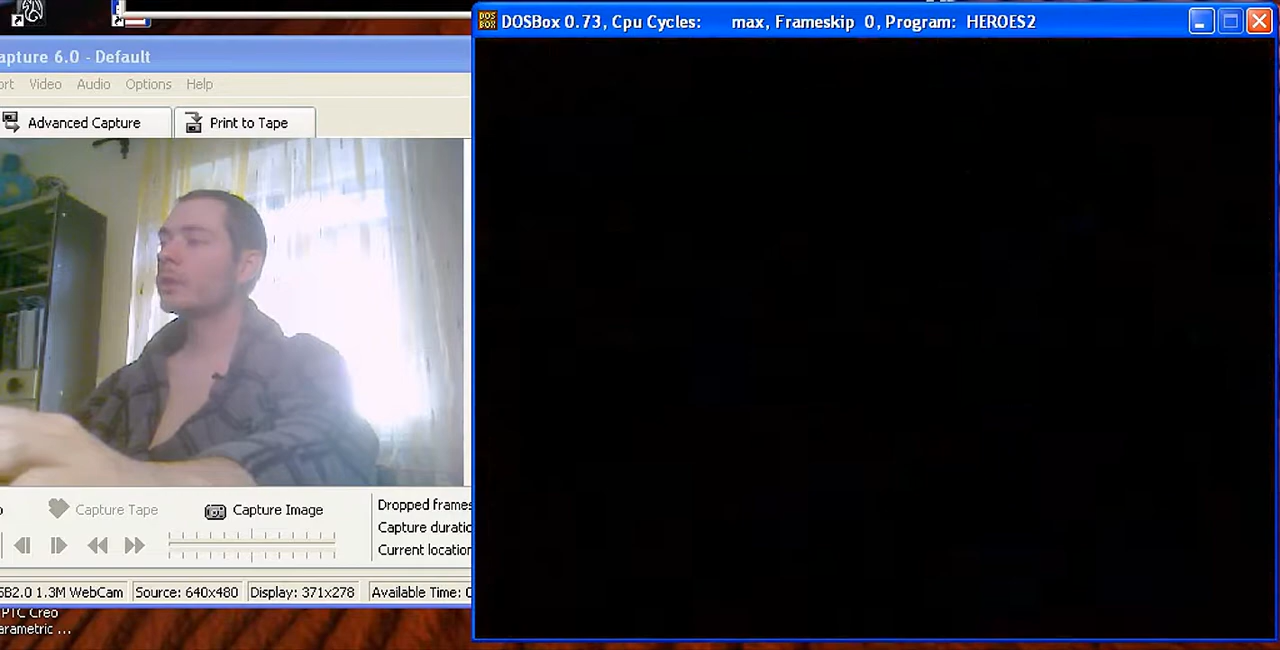 DOSBox 0.73, Cpu Cycles: max, Frameskip 0, Program: HEROES2
apture 6.0 - Default
ort Video Audio Options Help
Advanced Capture Print to Tape
Capture Tape Capture Image
Dropped frames
Capture duratio
Current location
SB2.0 1.3M WebCam Source: 640x480 Display: 371x278 Available Time: 0
PTC Creo
arametric ...